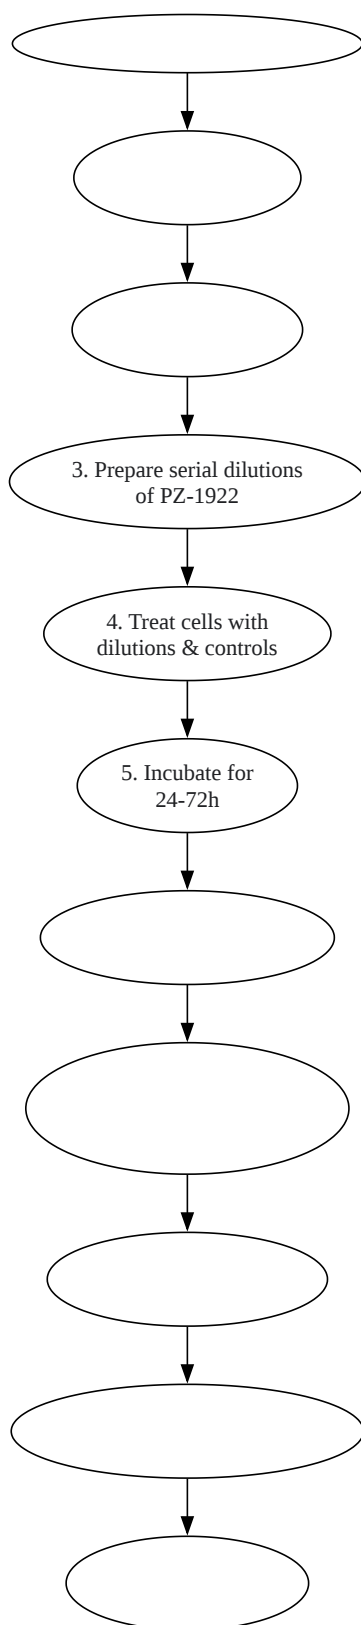 3. Prepare serial dilutions
of PZ-1922
4. Treat cells with
dilutions & controls
5. Incubate for
24-72h